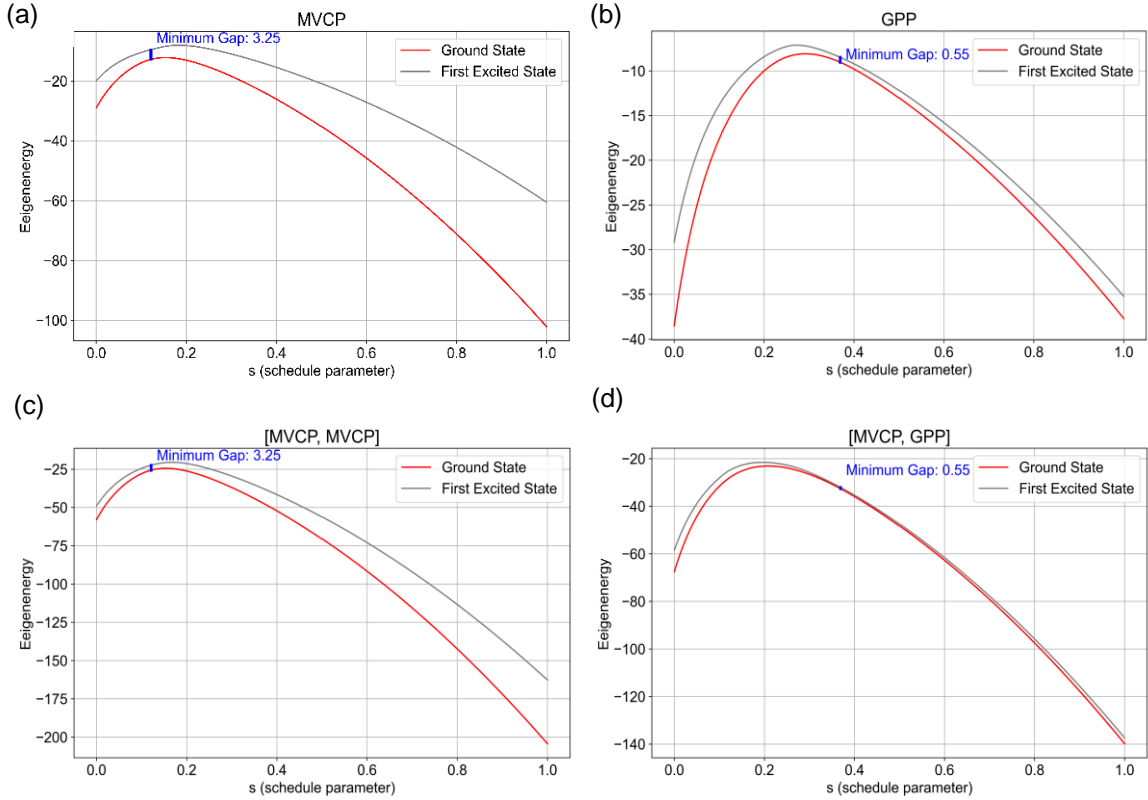 (a)
MVCP
Minimum Gap: 3.25
Ground State
First Excited State
Eeigenenergy
−20
−40
−60
−80
−100
0.0 0.2 0.4 0.6 0.8 1.0
s (schedule parameter)
(b)
GPP
Minimum Gap: 0.55
Ground State
First Excited State
Eeigenenergy
−10
−15
−20
−25
−30
−35
−40
0.0 0.2 0.4 0.6 0.8 1.0
s (schedule parameter)
(c)
[MVCP, MVCP]
Minimum Gap: 3.25
Ground State
First Excited State
Eeigenenergy
−25
−50
−75
−100
−125
−150
−175
−200
0.0 0.2 0.4 0.6 0.8 1.0
s (schedule parameter)
(d)
[MVCP, GPP]
Minimum Gap: 0.55
Ground State
First Excited State
Eeigenenergy
−20
−40
−60
−80
−100
−120
−140
0.0 0.2 0.4 0.6 0.8 1.0
s (schedule parameter)